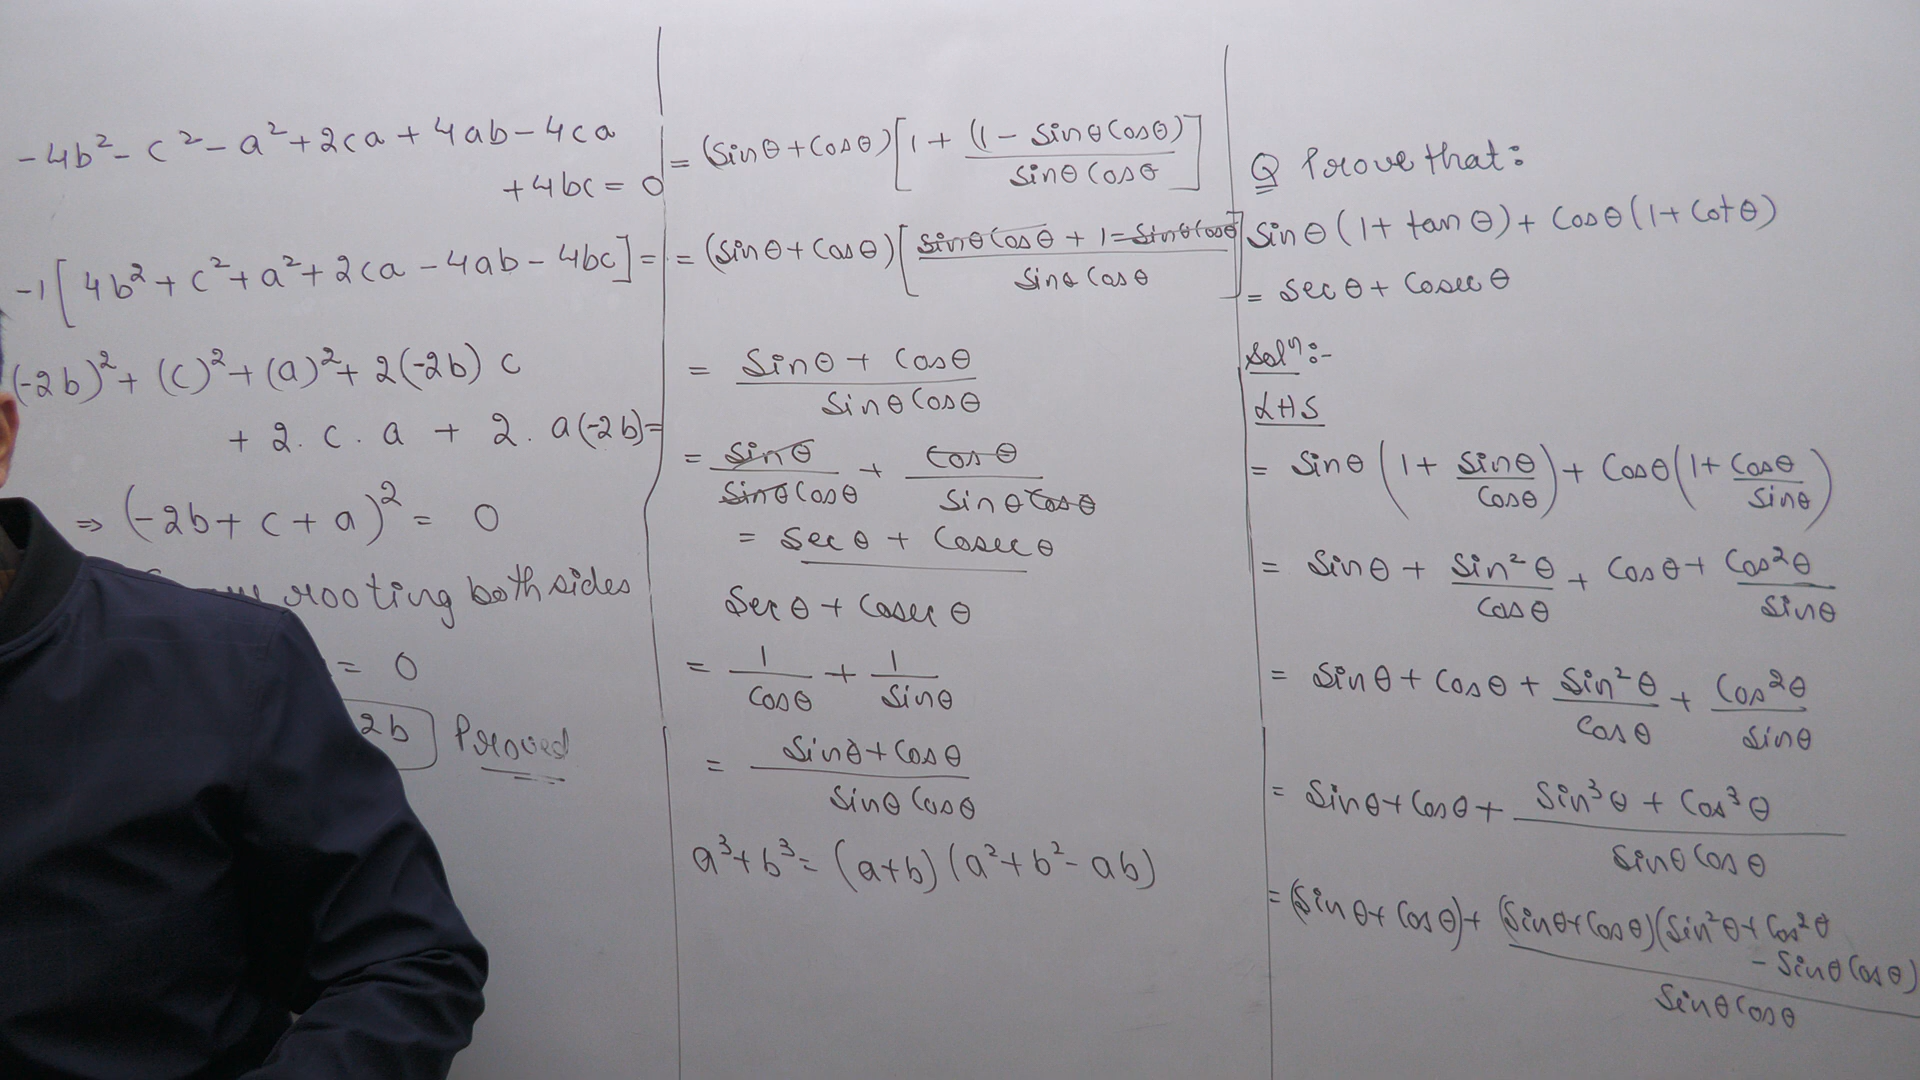 -4b² - c² - a² + 2ca + 4ab - 4ca
+ 4bc = 0
-1[4b² + c² + a² + 2ca - 4ab - 4bc] =
(-2b)² + (c)² + (a)² + 2(-2b) c
+ 2. c . a + 2 . a(-2b) =
⇒ (-2b + c + a)² = 0
rooting both sides
= 0
2b Proved
= (Sinθ + Cosθ)[1 + (1 - Sinθ Cosθ)/(Sinθ Cosθ)]
= (Sinθ + Cosθ)[(Sinθ Cosθ + 1 - Sinθ Cosθ)/(Sinθ Cosθ)]
= (Sinθ + Cosθ)/(Sinθ Cosθ)
= Sinθ/(Sinθ Cosθ) + Cosθ/(Sinθ Cosθ)
= Sec θ + Cosec θ
Sec θ + Cosec θ
= 1/Cosθ + 1/Sinθ
= (Sinθ + Cosθ)/(Sinθ Cosθ)
a³ + b³ = (a+b) (a² + b² - ab)
Q Prove that:
Sinθ (1 + tanθ) + Cosθ (1 + Cotθ)
= Secθ + Cosecθ
Solⁿ:-
LHS
= Sinθ (1 + Sinθ/Cosθ) + Cosθ (1 + Cosθ/Sinθ)
= Sinθ + Sin²θ/Cosθ + Cosθ + Cos²θ/Sinθ
= Sinθ + Cosθ + Sin²θ/Cosθ + Cos²θ/Sinθ
= Sinθ + Cosθ + (Sin³θ + Cos³θ)/(Sinθ Cosθ)
= (Sinθ + Cosθ) + (Sinθ + Cosθ)(Sin²θ + Cos²θ
- Sinθ Cosθ)
Sinθ Cosθ